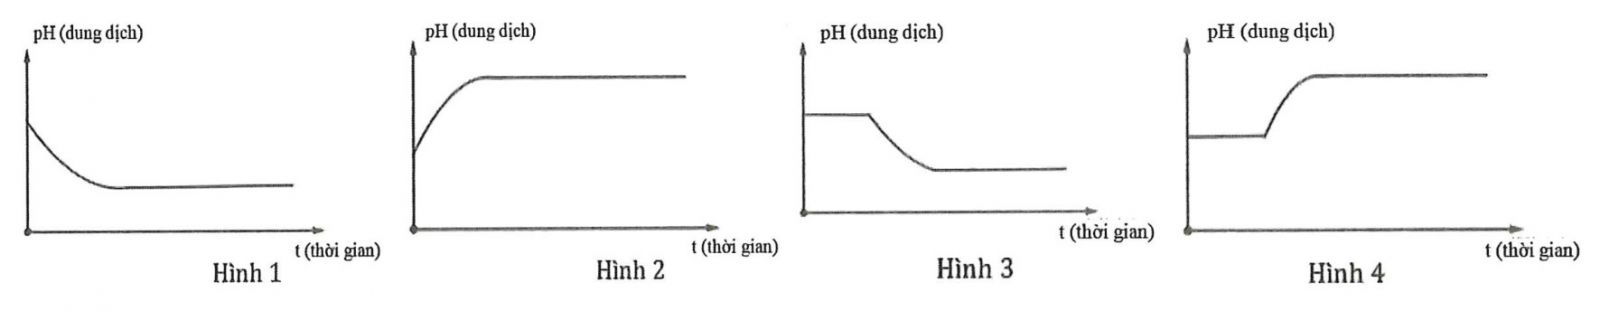 pH (dung dịch)
t (thời gian)
Hình 1
pH (dung dịch)
t (thời gian)
Hình 2
pH (dung dịch)
t (thời gian)
Hình 3
pH (dung dịch)
t (thời gian)
Hình 4